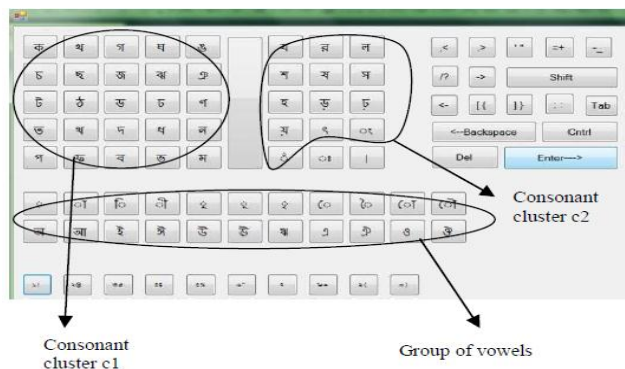 ক খ গ ঘ ঙ য র ল ,< .> '" =+ -_
চ ছ জ ঝ ঞ শ ষ স /? -> Shift
ট ঠ ড ঢ ণ হ ড় ঢ় <- [{ ]} ;: Tab
ত থ দ ধ ন য় ৎ ং <--Backspace Cntrl
প ফ ব ভ ম ঁ ঃ | Del Enter---->
া ি ী ে ৈ ো ৌ
অ আ ই ঈ উ ঊ ঋ এ ঐ ও ঔ
Consonant
cluster c2
Consonant
cluster c1
Group of vowels